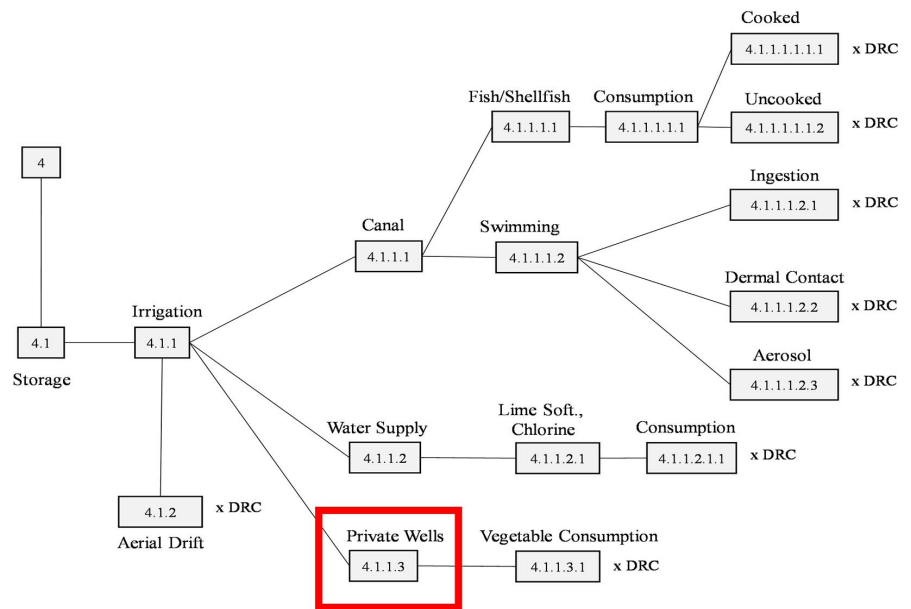 Cooked
4.1.1.1.1.1.1 x DRC
Fish/Shellfish Consumption Uncooked
4.1.1.1.1 4.1.1.1.1.1 4.1.1.1.1.1.2 x DRC
4
Ingestion
4.1.1.1.2.1 x DRC
Canal Swimming
4.1.1.1 4.1.1.1.2
Dermal Contact
4.1.1.1.2.2 x DRC
Irrigation
4.1 4.1.1
Storage
Aerosol
4.1.1.1.2.3 x DRC
Lime Soft.,
Water Supply Chlorine Consumption
4.1.1.2 4.1.1.2.1 4.1.1.2.1.1 x DRC
4.1.2 x DRC
Aerial Drift
Private Wells Vegetable Consumption
4.1.1.3 4.1.1.3.1 x DRC